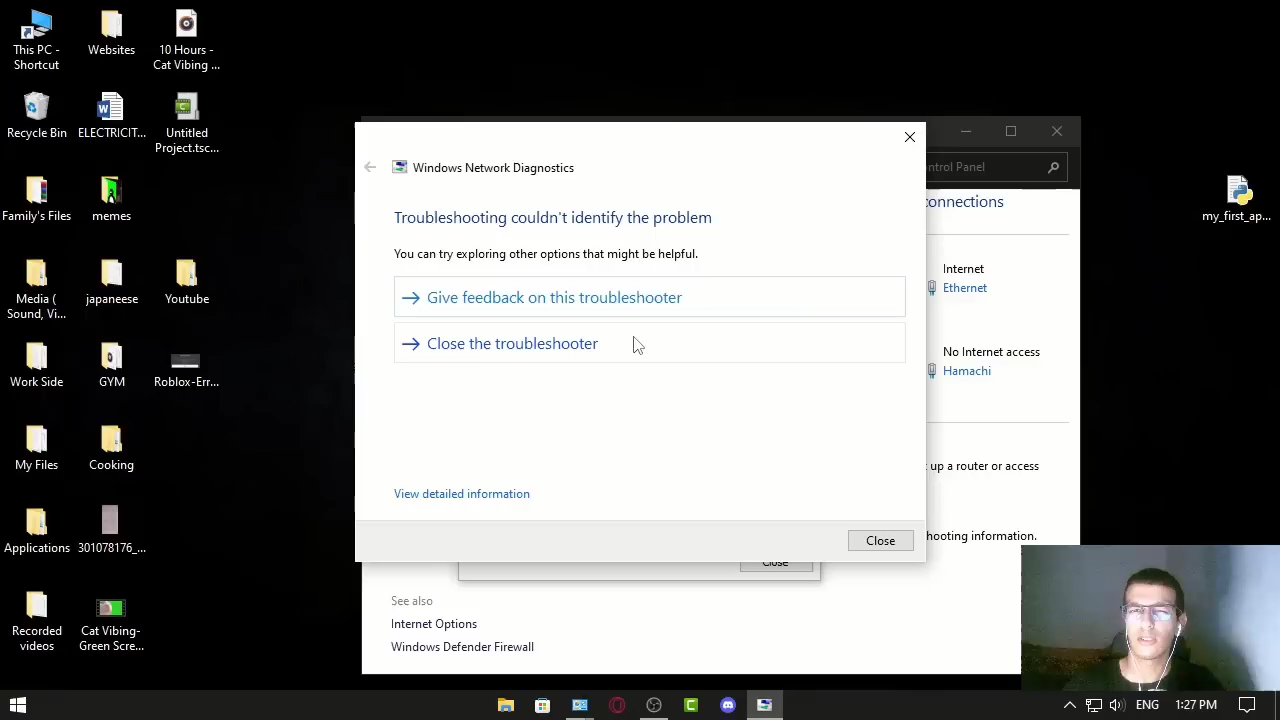 This PC -
Shortcut
Websites
10 Hours -
Cat Vibing ...
Recycle Bin
ELECTRICIT...
Untitled
Project.tsc...
Family's Files
memes
Media (
Sound, Vi...
japaneese
Youtube
Work Side
GYM
Roblox-Err...
My Files
Cooking
Applications
301078176_...
Recorded
videos
Cat Vibing-
Green Scre...
Windows Network Diagnostics
Troubleshooting couldn't identify the problem
You can try exploring other options that might be helpful.
Give feedback on this troubleshooter
Close the troubleshooter
View detailed information
Close
ntrol Panel
connections
Internet
Ethernet
No Internet access
Hamachi
up a router or access
hooting information.
Close
See also
Internet Options
Windows Defender Firewall
my_first_ap...
ENG
1:27 PM